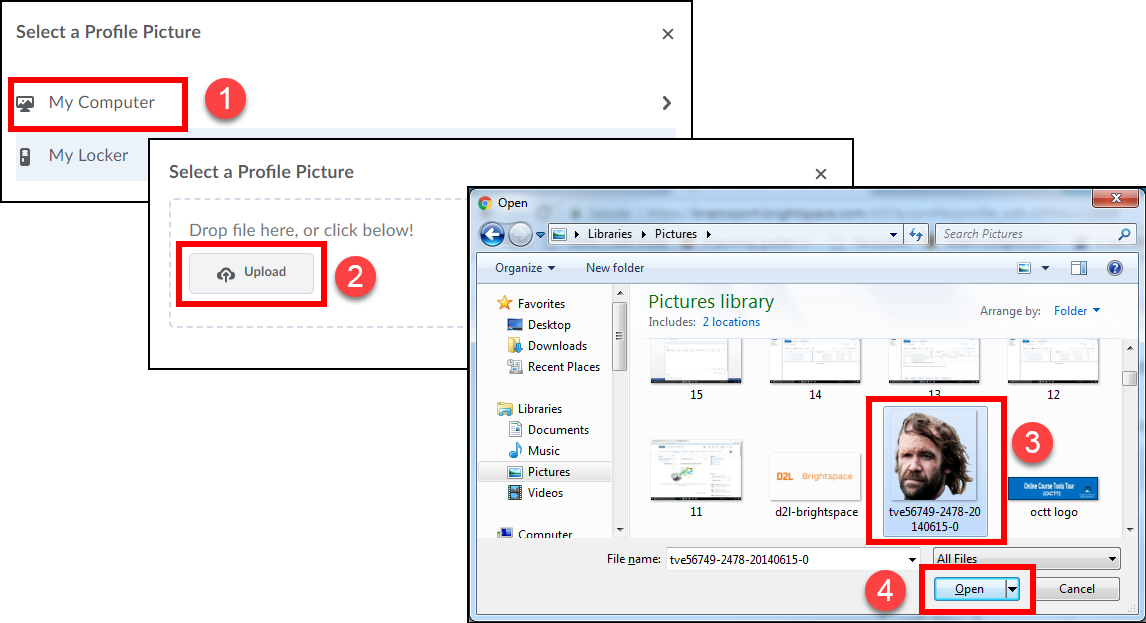 Select a Profile Picture
My Computer
1
My Locker
Select a Profile Picture
Drop file here, or click below!
Upload
2
Open
Libraries
Pictures
Search Pictures
Organize
New folder
Favorites
Desktop
Downloads
Recent Places
Libraries
Documents
Music
Pictures
Videos
Computer
Pictures library
Includes: 2 locations
Arrange by: Folder
15
14
13
12
11
D2L Brightspace
d2l-brightspace
tve56749-2478-20
140615-0
3
Online Course Tools Tour
(OCTT)
octt logo
File name: tve56749-2478-20140615-0
All Files
4
Open
Cancel